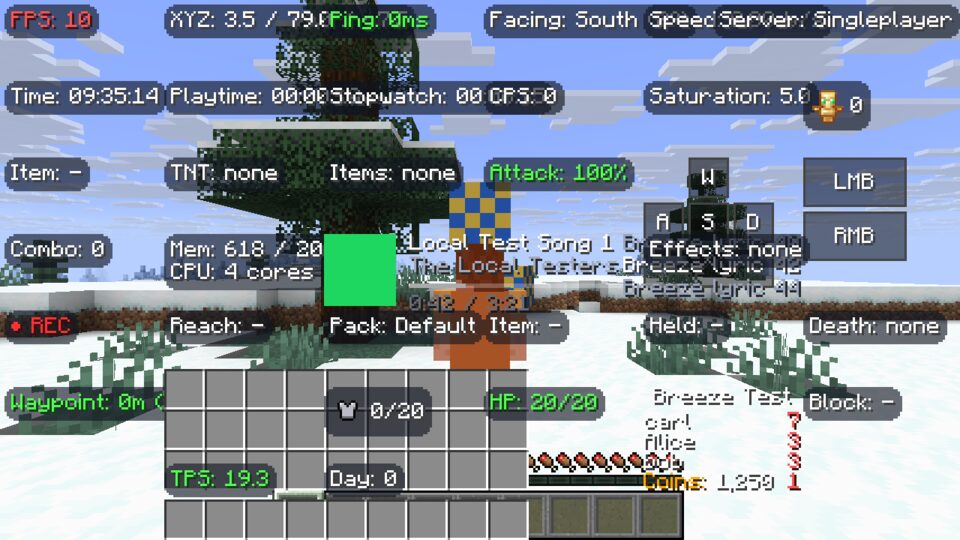 FPS: 10
XYZ: 3.5 / 79.0
Ping: 0ms
Facing: South
Speed
Server: Singleplayer
Time: 09:35:14
Playtime: 00:00
Stopwatch: 00
CPS: 0
Saturation: 5.0
0
Item: -
TNT: none
Items: none
Attack: 100%
W
A S D
LMB
RMB
Combo: 0
Mem: 618 / 20
CPU: 4 cores
Local Test Song 1
The Local Testers
0:42 / 3:21
Effects: none
Breeze lyric 42
Breeze lyric 44
REC
Reach: -
Pack: Default
Item: -
Held: -
Death: none
Waypoint: 0m (
0/20
HP: 20/20
Breeze Test
carl 7
Alice 3
3
Coins: 1,250 1
Block: -
TPS: 19.3
Day: 0